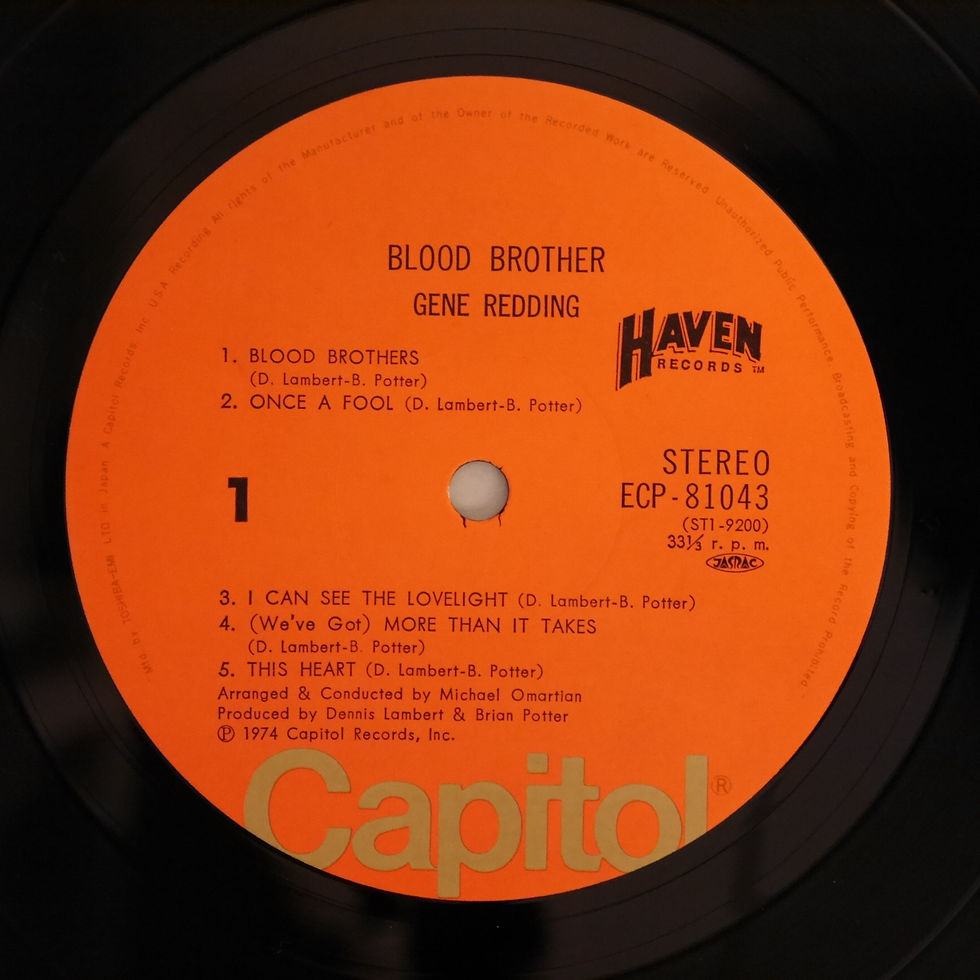 Mfd by TOSHIBA-EMI LTD in Japan A Capitol Records Inc. U.S.A Recording All rights of the Manufacturer and of the Owner of the Recorded Work are Reserved Unauthorized Public Performance, Broadcasting and Copying of the Record Prohibited
BLOOD BROTHER
GENE REDDING
HAVEN
RECORDS ™
1. BLOOD BROTHERS
(D. Lambert-B. Potter)
2. ONCE A FOOL (D. Lambert-B. Potter)
1
STEREO
ECP-81043
(ST1-9200)
33⅓ r. p. m.
JASRAC
3. I CAN SEE THE LOVELIGHT (D. Lambert-B. Potter)
4. (We've Got) MORE THAN IT TAKES
(D. Lambert-B. Potter)
5. THIS HEART (D. Lambert-B. Potter)
Arranged & Conducted by Michael Omartian
Produced by Dennis Lambert & Brian Potter
℗ 1974 Capitol Records, Inc.
Capitol®